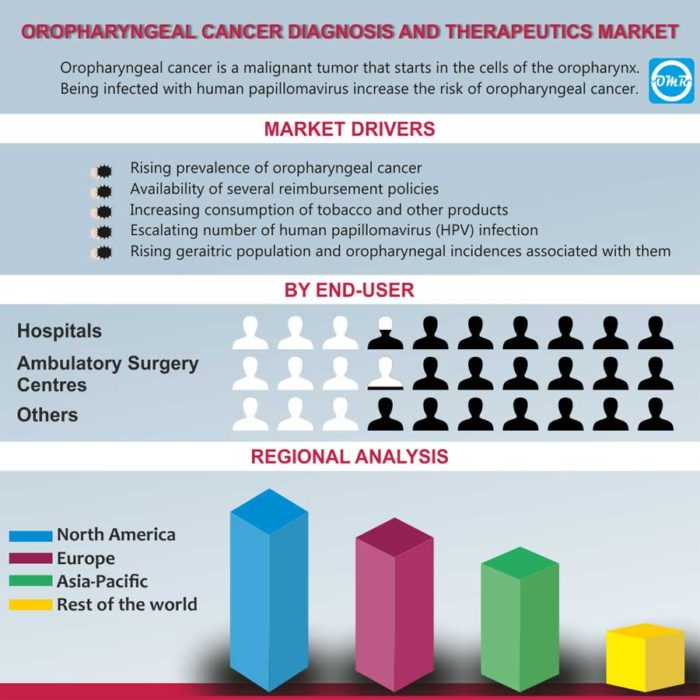 OROPHARYNGEAL CANCER DIAGNOSIS AND THERAPEUTICS MARKET
Oropharyngeal cancer is a malignant tumor that starts in the cells of the oropharynx.
Being infected with human papillomavirus increase the risk of oropharyngeal cancer.
OMR
MARKET DRIVERS
Rising prevalence of oropharyngeal cancer
Availability of several reimbursement policies
Increasing consumption of tobacco and other products
Escalating number of human papillomavirus (HPV) infection
Rising geraitric population and oropharynegal incidences associated with them
BY END-USER
Hospitals
Ambulatory Surgery
Centres
Others
REGIONAL ANALYSIS
North America
Europe
Asia-Pacific
Rest of the world